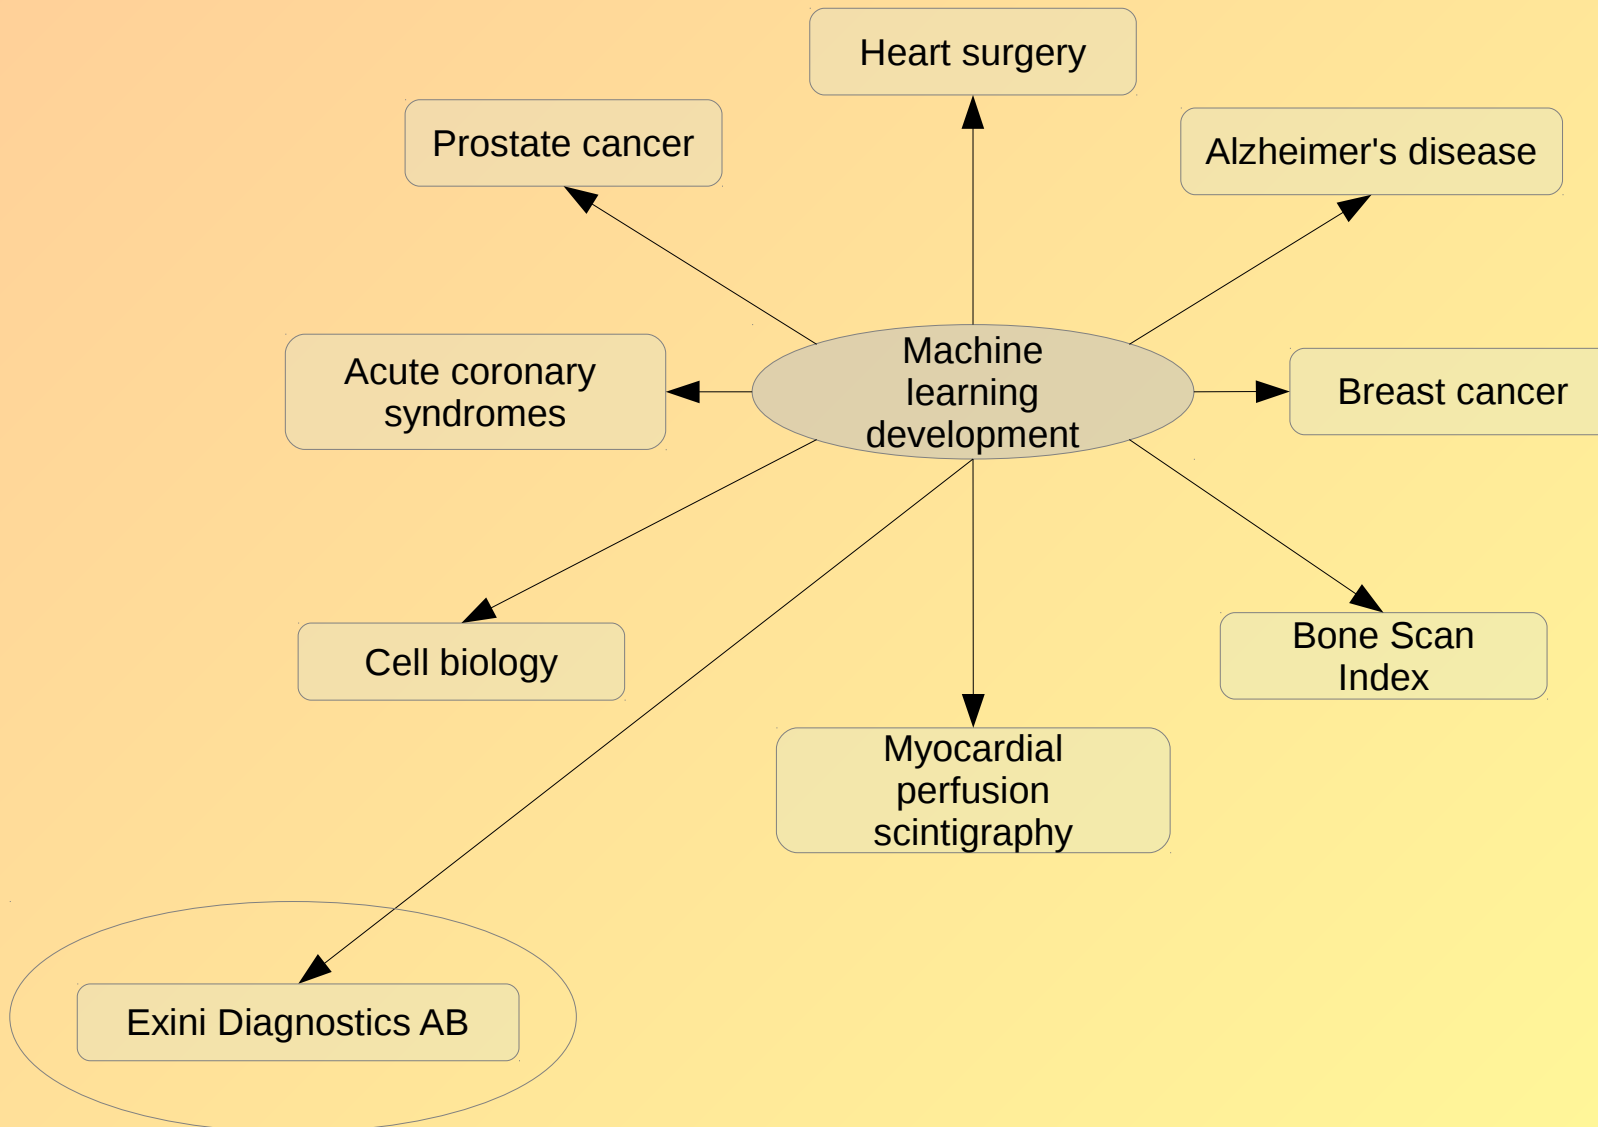 Heart surgery
Prostate cancer
Alzheimer's disease
Acute coronary
syndromes
Machine
learning
development
Breast cancer
Cell biology
Bone Scan
Index
Myocardial
perfusion
scintigraphy
Exini Diagnostics AB